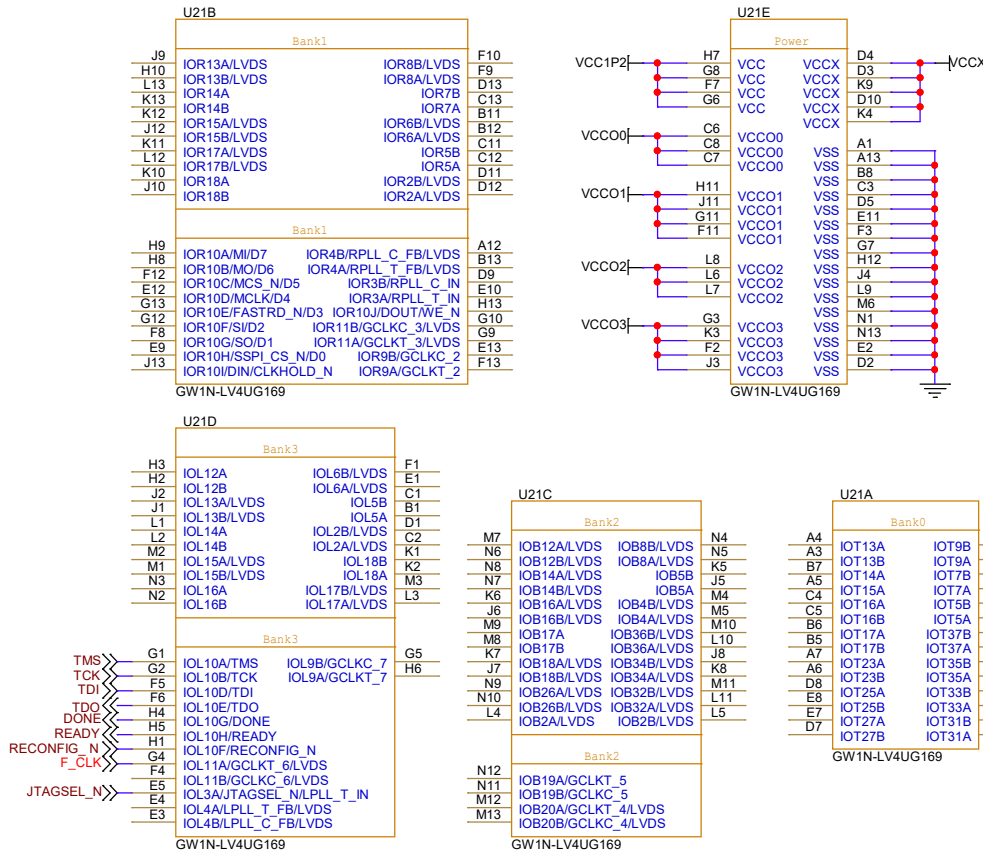 U21B
Bank1
J9 IOR13A/LVDS IOR8B/LVDS F10
H10 IOR13B/LVDS IOR8A/LVDS F9
L13 IOR14A IOR7B D13
K13 IOR14B IOR7A C13
K12 IOR15A/LVDS IOR6B/LVDS B11
J12 IOR15B/LVDS IOR6A/LVDS B12
K11 IOR17A/LVDS IOR5B C11
L12 IOR17B/LVDS IOR5A C12
K10 IOR18A IOR2B/LVDS D11
J10 IOR18B IOR2A/LVDS D12
Bank1
H9 IOR10A/MI/D7 IOR4B/RPLL_C_FB/LVDS A12
H8 IOR10B/MO/D6 IOR4A/RPLL_T_FB/LVDS B13
F12 IOR10C/MCS_N/D5 IOR3B/RPLL_C_IN D9
E12 IOR10D/MCLK/D4 IOR3A/RPLL_T_IN E10
G13 IOR10E/FASTRD_N/D3 IOR10J/DOUT/WE_N H13
G12 IOR10F/SI/D2 IOR11B/GCLKC_3/LVDS G10
F8 IOR10G/SO/D1 IOR11A/GCLKT_3/LVDS G9
E9 IOR10H/SSPI_CS_N/D0 IOR9B/GCLKC_2 E13
J13 IOR10I/DIN/CLKHOLD_N IOR9A/GCLKT_2 F13
GW1N-LV4UG169
U21E
Power
VCC1P2 H7 VCC VCCX D4 VCCX
G8 VCC VCCX D3
F7 VCC VCCX K9
G6 VCC VCCX D10
VCCX K4
VCCO0 C6 VCCO0
C8 VCCO0 VSS A1
C7 VCCO0 VSS A13
VSS B8
VCCO1 H11 VCCO1 VSS C3
J11 VCCO1 VSS D5
G11 VCCO1 VSS E11
F11 VCCO1 VSS F3
VSS G7
VCCO2 L8 VCCO2 VSS H12
L6 VCCO2 VSS J4
L7 VCCO2 VSS L9
VSS M6
VCCO3 G3 VCCO3 VSS N1
K3 VCCO3 VSS N13
F2 VCCO3 VSS E2
J3 VCCO3 VSS D2
GW1N-LV4UG169
U21D
Bank3
H3 IOL12A IOL6B/LVDS F1
H2 IOL12B IOL6A/LVDS E1
J2 IOL13A/LVDS IOL5B C1
J1 IOL13B/LVDS IOL5A B1
L1 IOL14A IOL2B/LVDS D1
L2 IOL14B IOL2A/LVDS C2
M2 IOL15A/LVDS IOL18B K1
M1 IOL15B/LVDS IOL18A K2
N3 IOL16A IOL17B/LVDS M3
N2 IOL16B IOL17A/LVDS L3
Bank3
TMS G1 IOL10A/TMS IOL9B/GCLKC_7 G5
TCK G2 IOL10B/TCK IOL9A/GCLKT_7 H6
TDI F5 IOL10D/TDI
TDO F6 IOL10E/TDO
DONE H4 IOL10G/DONE
READY H5 IOL10H/READY
RECONFIG_N H1 IOL10F/RECONFIG_N
F_CLK G4 IOL11A/GCLKT_6/LVDS
F4 IOL11B/GCLKC_6/LVDS
JTAGSEL_N E5 IOL3A/JTAGSEL_N/LPLL_T_IN
E4 IOL4A/LPLL_T_FB/LVDS
E3 IOL4B/LPLL_C_FB/LVDS
GW1N-LV4UG169
U21C
Bank2
M7 IOB12A/LVDS IOB8B/LVDS N4
N6 IOB12B/LVDS IOB8A/LVDS N5
N8 IOB14A/LVDS IOB5B K5
N7 IOB14B/LVDS IOB5A J5
K6 IOB16A/LVDS IOB4B/LVDS M4
J6 IOB16B/LVDS IOB4A/LVDS M5
M9 IOB17A IOB36B/LVDS M10
M8 IOB17B IOB36A/LVDS L10
K7 IOB18A/LVDS IOB34B/LVDS J8
J7 IOB18B/LVDS IOB34A/LVDS K8
N9 IOB26A/LVDS IOB32B/LVDS M11
N10 IOB26B/LVDS IOB32A/LVDS L11
L4 IOB2A/LVDS IOB2B/LVDS L5
Bank2
N12 IOB19A/GCLKT_5
N11 IOB19B/GCLKC_5
M12 IOB20A/GCLKT_4/LVDS
M13 IOB20B/GCLKC_4/LVDS
GW1N-LV4UG169
U21A
Bank0
A4 IOT13A IOT9B
A3 IOT13B IOT9A
B7 IOT14A IOT7B
A5 IOT15A IOT7A
C4 IOT16A IOT5B
C5 IOT16B IOT5A
B6 IOT17A IOT37B
B5 IOT17B IOT37A
A7 IOT23A IOT35B
A6 IOT23B IOT35A
D8 IOT25A IOT33B
E8 IOT25B IOT33A
E7 IOT27A IOT31B
D7 IOT27B IOT31A
GW1N-LV4UG169